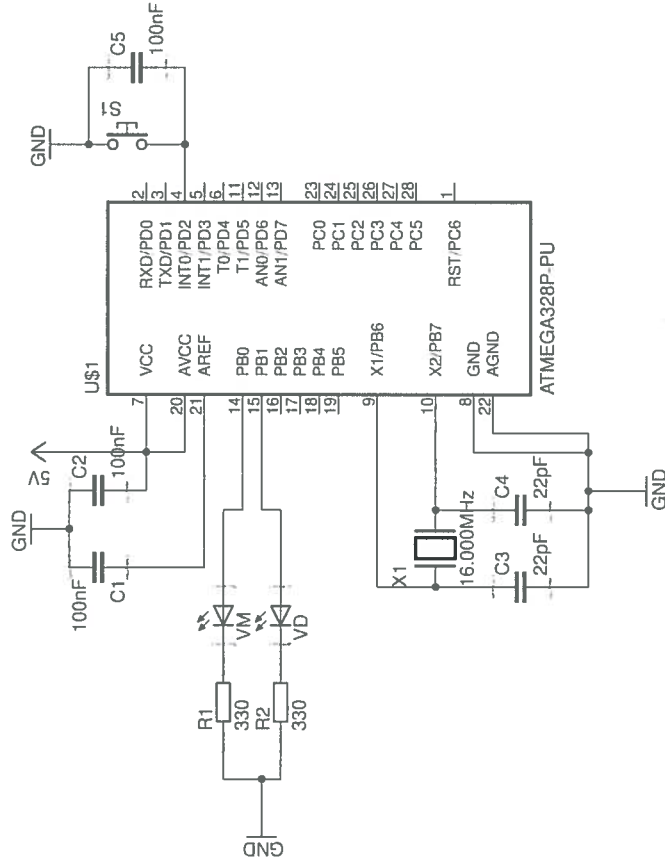 GND
S1
C5
100nF
U$1
VCC
AVCC
AREF
PB0
PB1
PB2
PB3
PB4
PB5
X1/PB6
X2/PB7
GND
AGND
RXD/PD0
TXD/PD1
INT0/PD2
INT1/PD3
T0/PD4
T1/PD5
AN0/PD6
AN1/PD7
PC0
PC1
PC2
PC3
PC4
PC5
RST/PC6
ATMEGA328P-PU
7
20
21
14
15
16
17
18
19
9
10
8
22
2
3
4
5
6
11
12
13
23
24
25
26
27
28
1
5V
GND
C2
100nF
100nF
C1
VM
VD
R1
330
R2
330
GND
X1
16.000MHz
C3
22pF
C4
22pF
GND